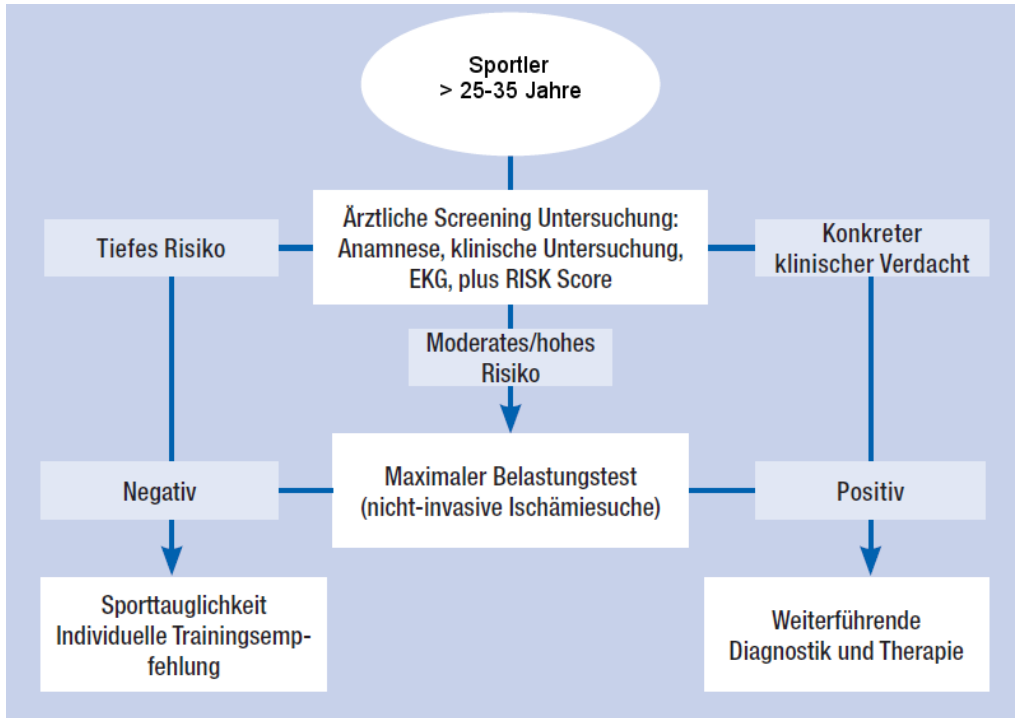 Sportler
> 25-35 Jahre
Ärztliche Screening Untersuchung:
Anamnese, klinische Untersuchung,
EKG, plus RISK Score
Tiefes Risiko
Konkreter
klinischer Verdacht
Moderates/hohes
Risiko
Maximaler Belastungstest
(nicht-invasive Ischämiesuche)
Negativ
Positiv
Sporttauglichkeit
Individuelle Trainingsemp-
fehlung
Weiterführende
Diagnostik und Therapie